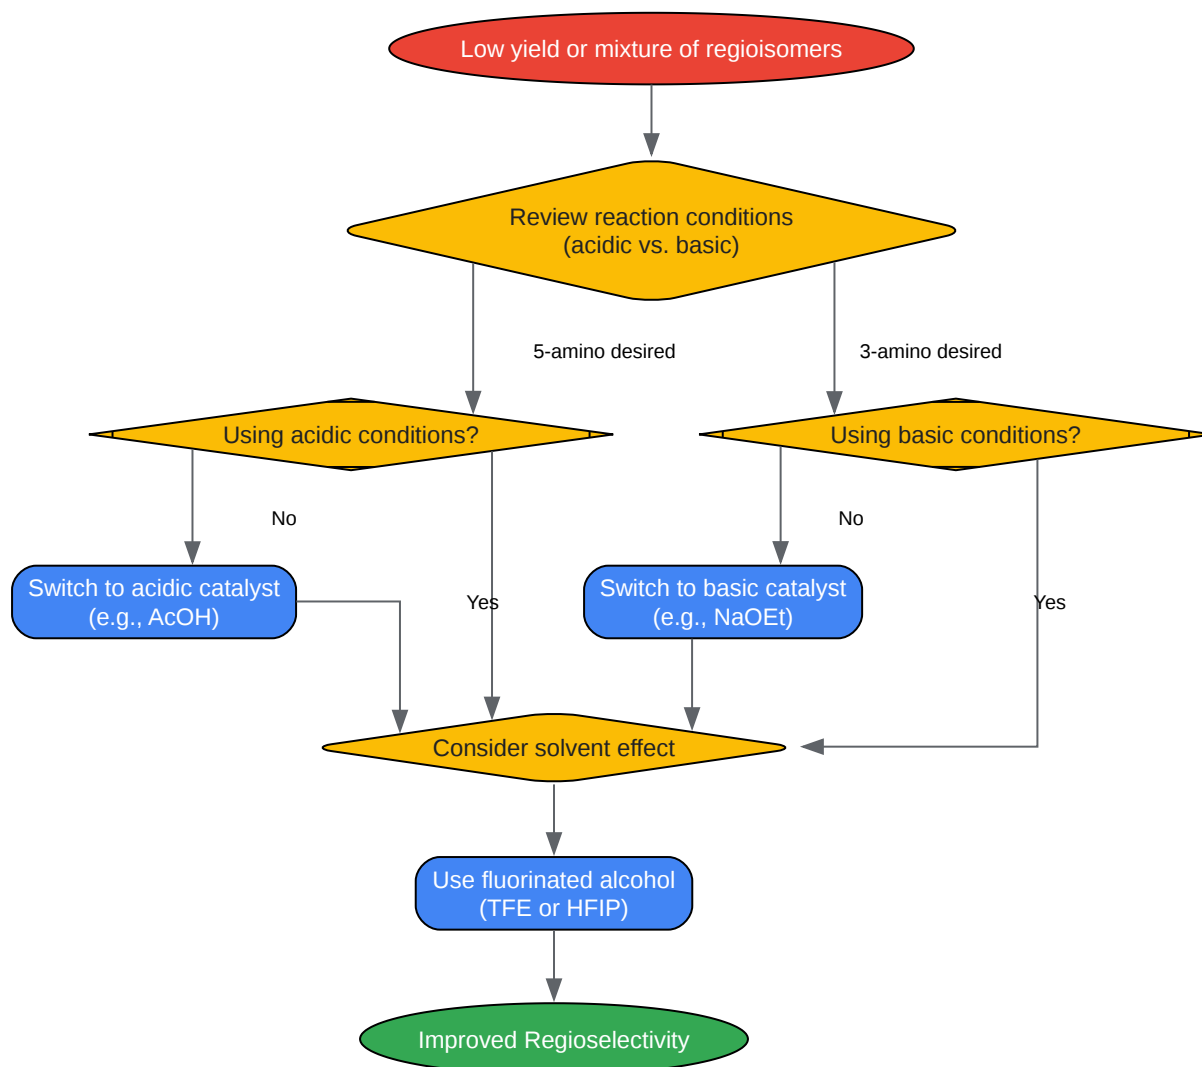 Low yield or mixture of regioisomers
Review reaction conditions
(acidic vs. basic)
5-amino desired
3-amino desired
Using acidic conditions?
Using basic conditions?
No
No
Switch to acidic catalyst
(e.g., AcOH)
Yes
Switch to basic catalyst
(e.g., NaOEt)
Yes
Consider solvent effect
Use fluorinated alcohol
(TFE or HFIP)
Improved Regioselectivity